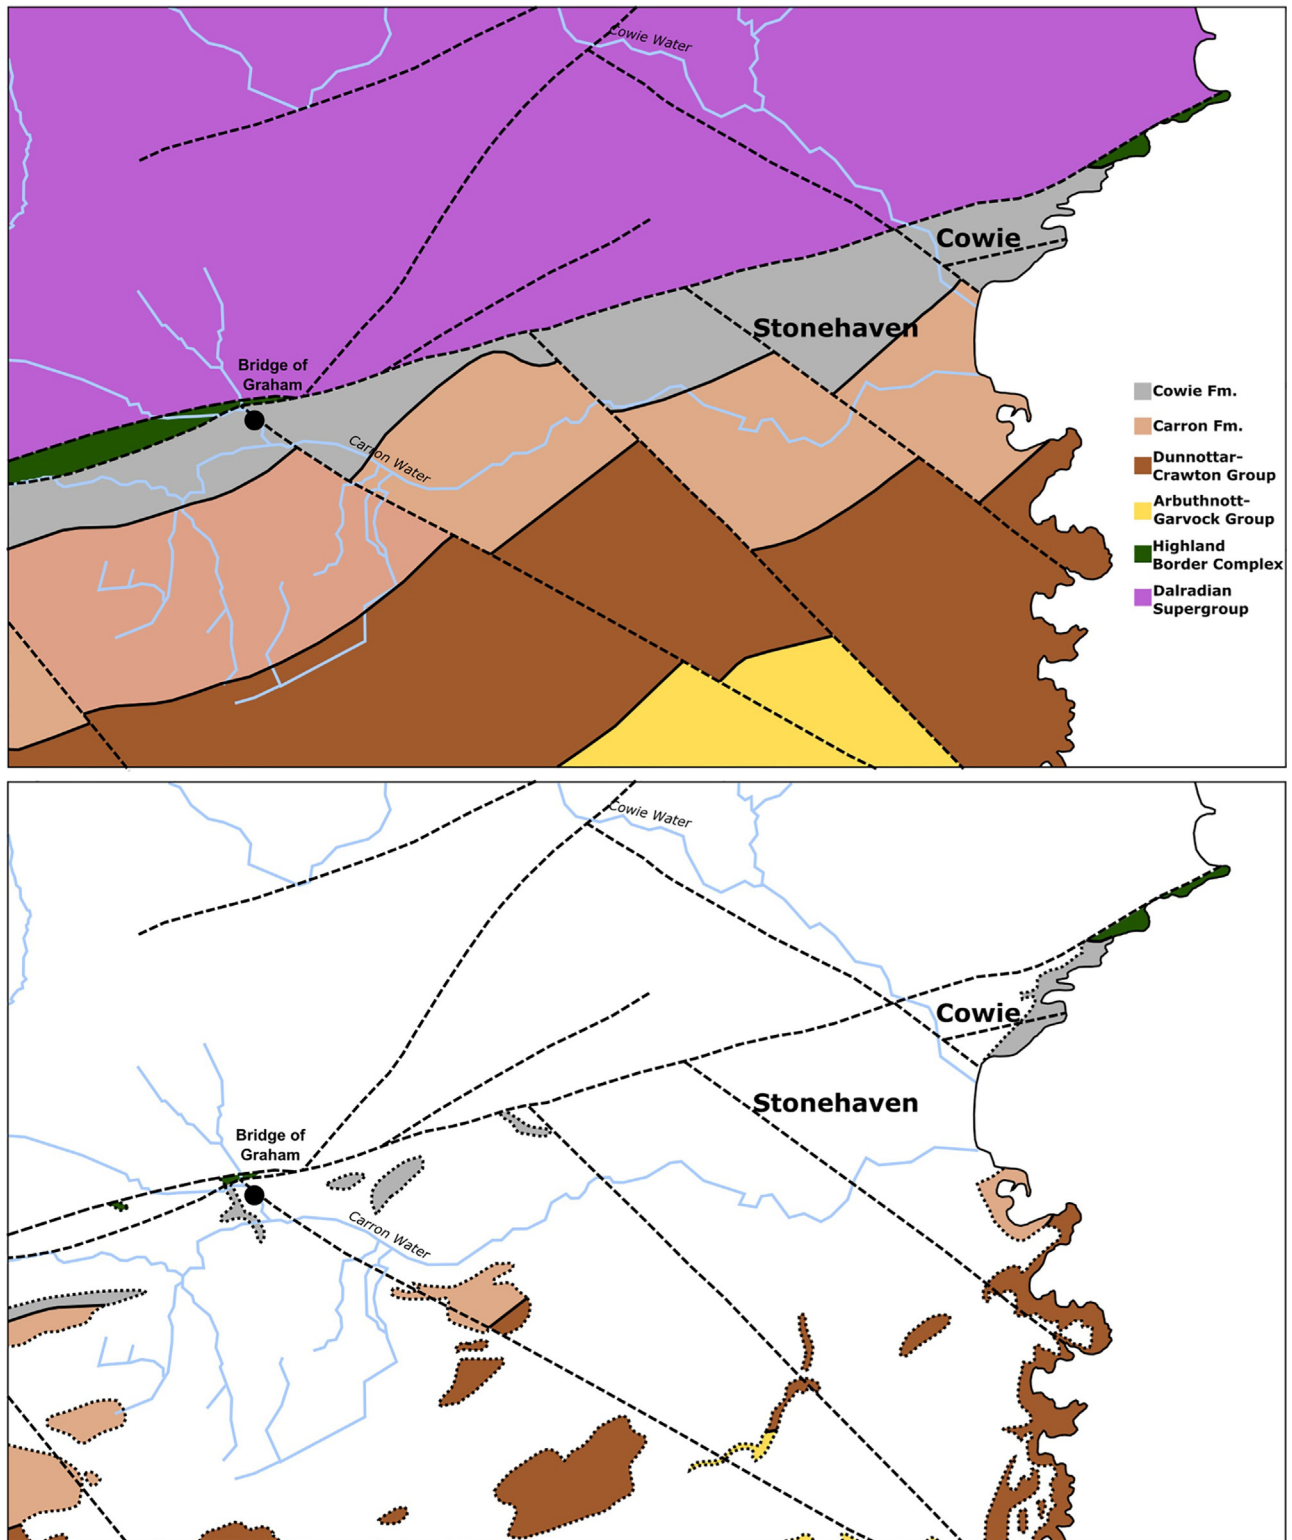 Cowie Water
Cowie
Stonehaven
Bridge of
Graham
Carron Water
Cowie Fm.
Carron Fm.
Dunnottar-
Crawton Group
Arbuthnott-
Garvock Group
Highland
Border Complex
Dalradian
Supergroup
Cowie Water
Cowie
Stonehaven
Bridge of
Graham
Carron Water